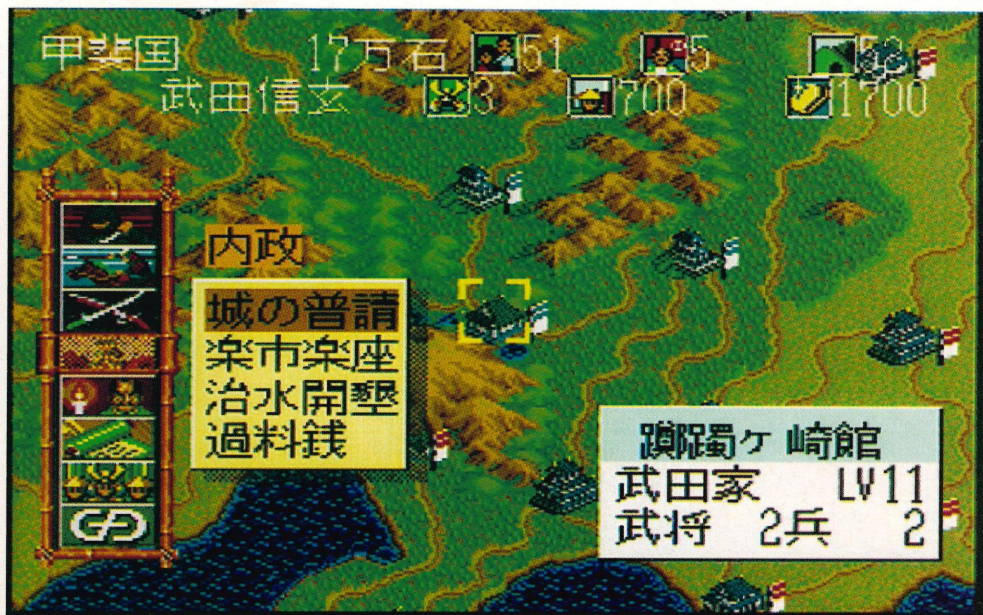 甲斐国 17万石 51 5 52
武田信玄 3 700 1700
内政
城の普請
楽市楽座
治水開墾
過料銭
躑躅ヶ崎館
武田家 LV11
武将 2兵 2